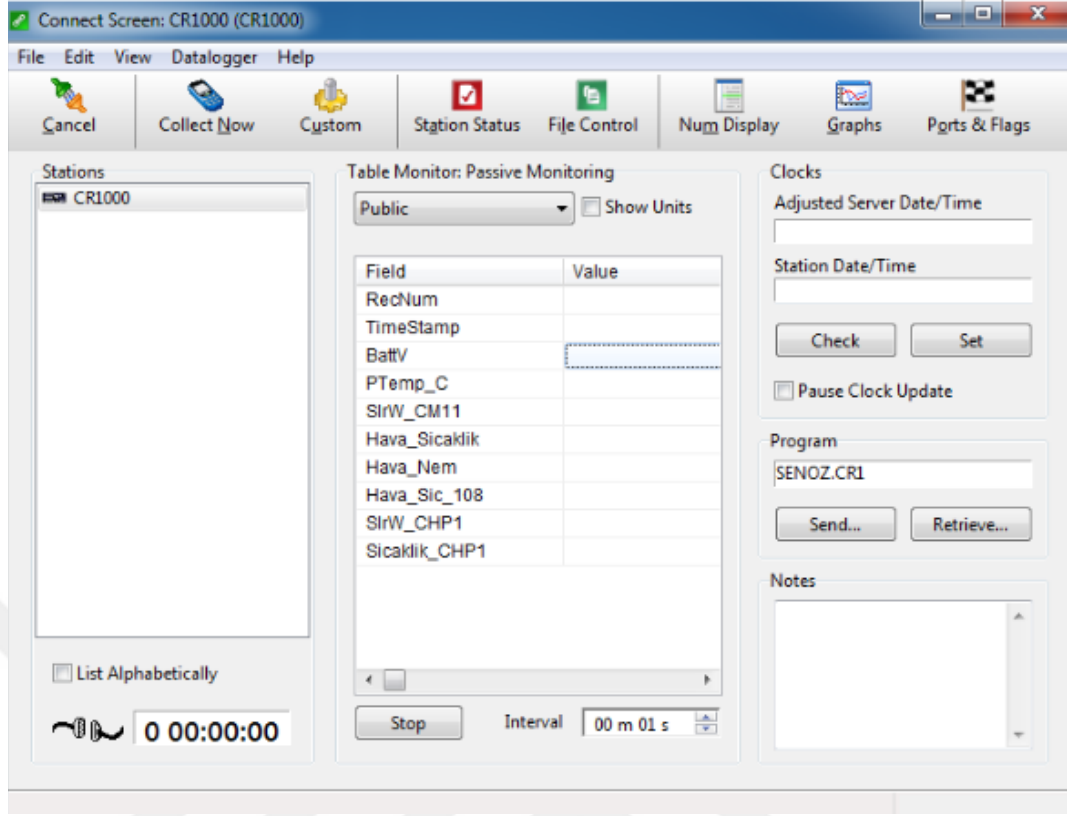 Connect Screen: CR1000 (CR1000)
File Edit View Datalogger Help
Cancel Collect Now Custom Station Status File Control Num Display Graphs Ports & Flags
Stations
CR1000
List Alphabetically
0 00:00:00
Table Monitor: Passive Monitoring
Public Show Units
Field Value
RecNum
TimeStamp
BattV
PTemp_C
SlrW_CM11
Hava_Sicaklik
Hava_Nem
Hava_Sic_108
SlrW_CHP1
Sicaklik_CHP1
Stop Interval 00 m 01 s
Clocks
Adjusted Server Date/Time
Station Date/Time
Check Set
Pause Clock Update
Program
SENOZ.CR1
Send... Retrieve...
Notes